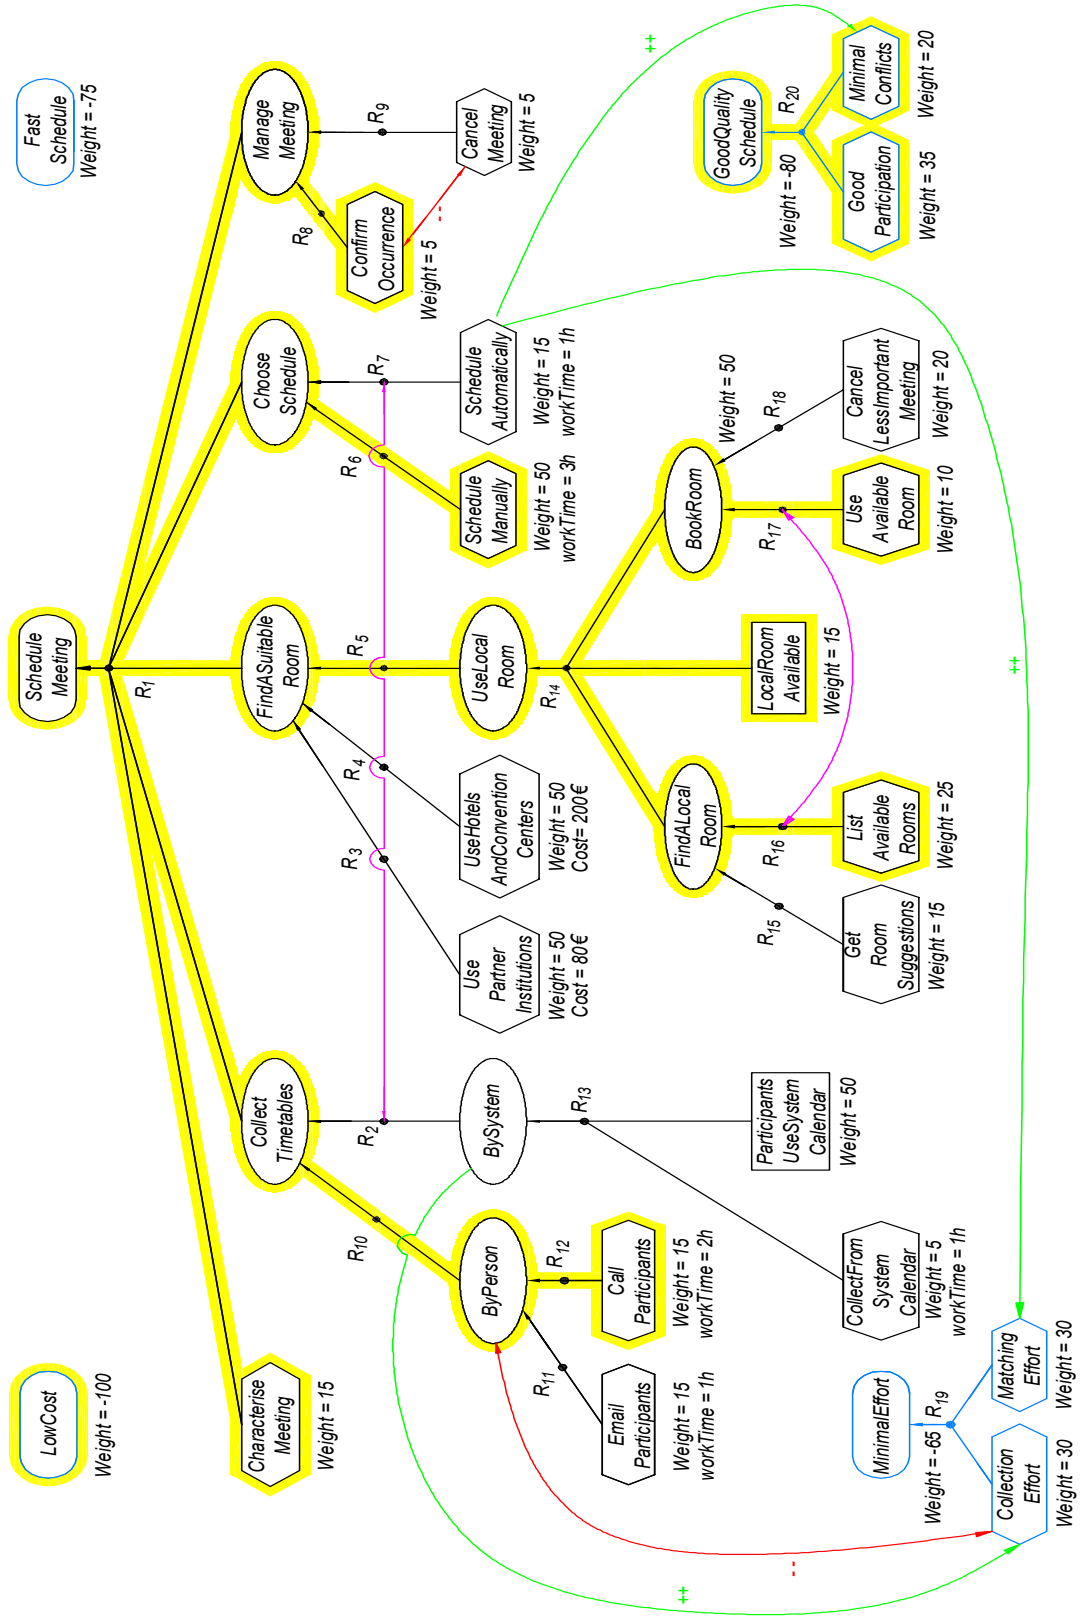 LowCost
Weight = -100
Schedule
Meeting
Fast
Schedule
Weight = -75
R1
Characterise
Meeting
Weight = 15
Collect
Timetables
FindASuitable
Room
Choose
Schedule
Manage
Meeting
R10
R2
R3
R4
R5
R6
R7
R8
R9
ByPerson
BySystem
Use
Partner
Institutions
Weight = 50
Cost = 80€
UseHotels
AndConvention
Centers
Weight = 50
Cost= 200€
UseLocal
Room
Schedule
Manually
Weight = 50
workTime = 3h
Schedule
Automatically
Weight = 15
workTime = 1h
Confirm
Occurrence
Weight = 5
--
Cancel
Meeting
Weight = 5
R11
R12
R13
R14
Email
Participants
Weight = 15
workTime = 1h
Call
Participants
Weight = 15
workTime = 2h
Participants
UseSystem
Calendar
Weight = 50
FindALocal
Room
LocalRoom
Available
Weight = 15
BookRoom
Weight = 50
++
GoodQuality
Schedule
Weight = -80
R20
R15
R16
R17
R18
CollectFrom
System
Calendar
Weight = 5
workTime = 1h
Get
Room
Suggestions
Weight = 15
List
Available
Rooms
Weight = 25
Use
Available
Room
Weight = 10
Cancel
LessImportant
Meeting
Weight = 20
Good
Participation
Weight = 35
Minimal
Conflicts
Weight = 20
MinimalEffort
Weight = -65
R19
Collection
Effort
Weight = 30
Matching
Effort
Weight = 30
++
--
++